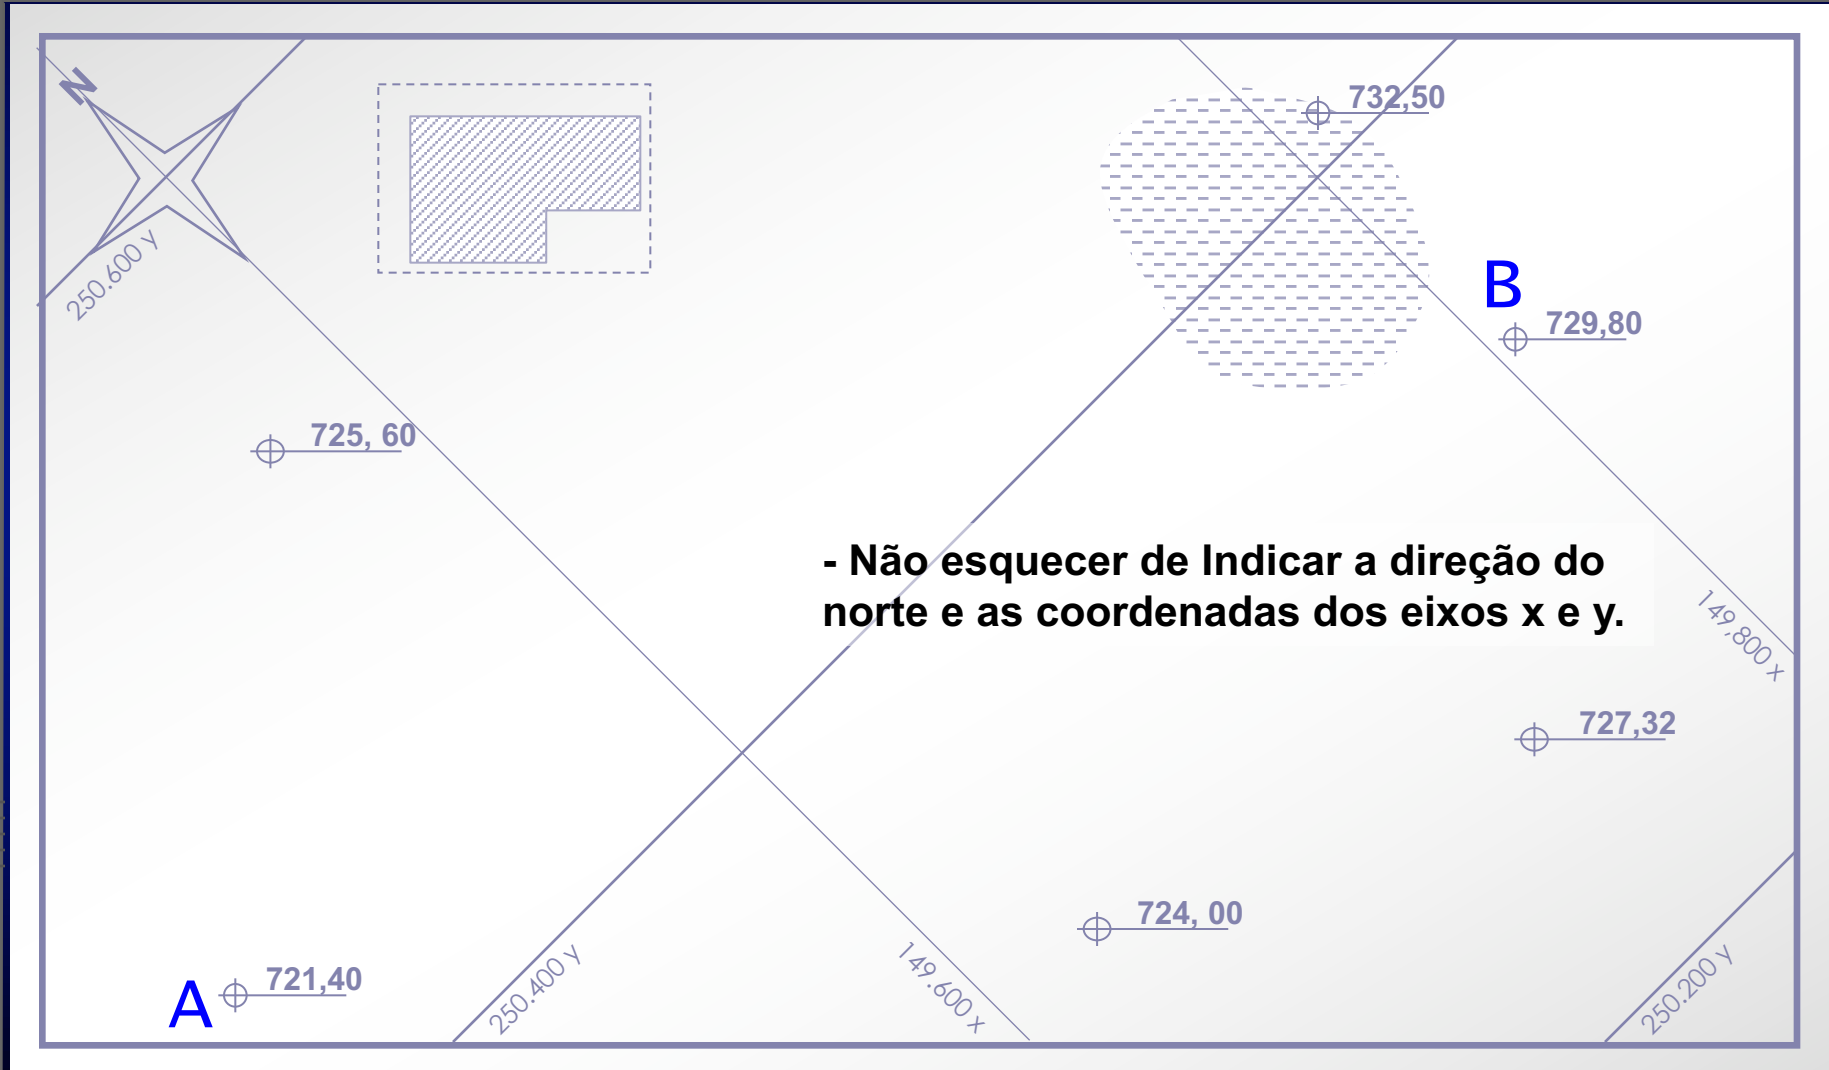 N
732,50
250.600 y
B
729,80
725, 60
- Não esquecer de Indicar a direção do
norte e as coordenadas dos eixos x e y.
149,800 x
727,32
724, 00
A
721,40
250.400 y
149.600 x
250.200 y